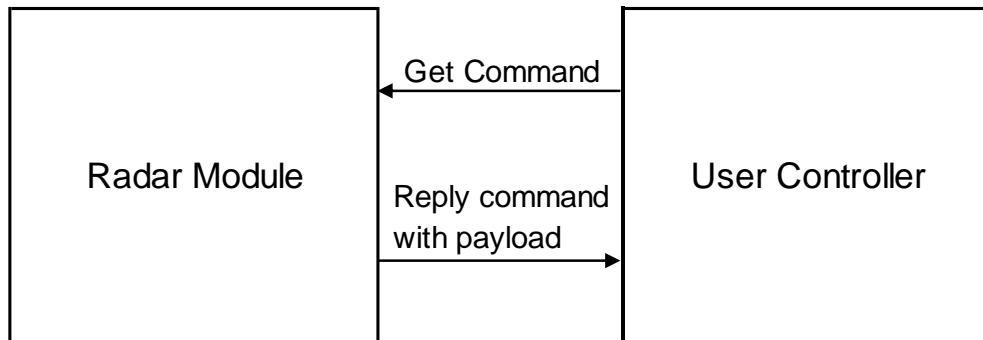 Get Command
Radar Module
User Controller
Reply command
with payload